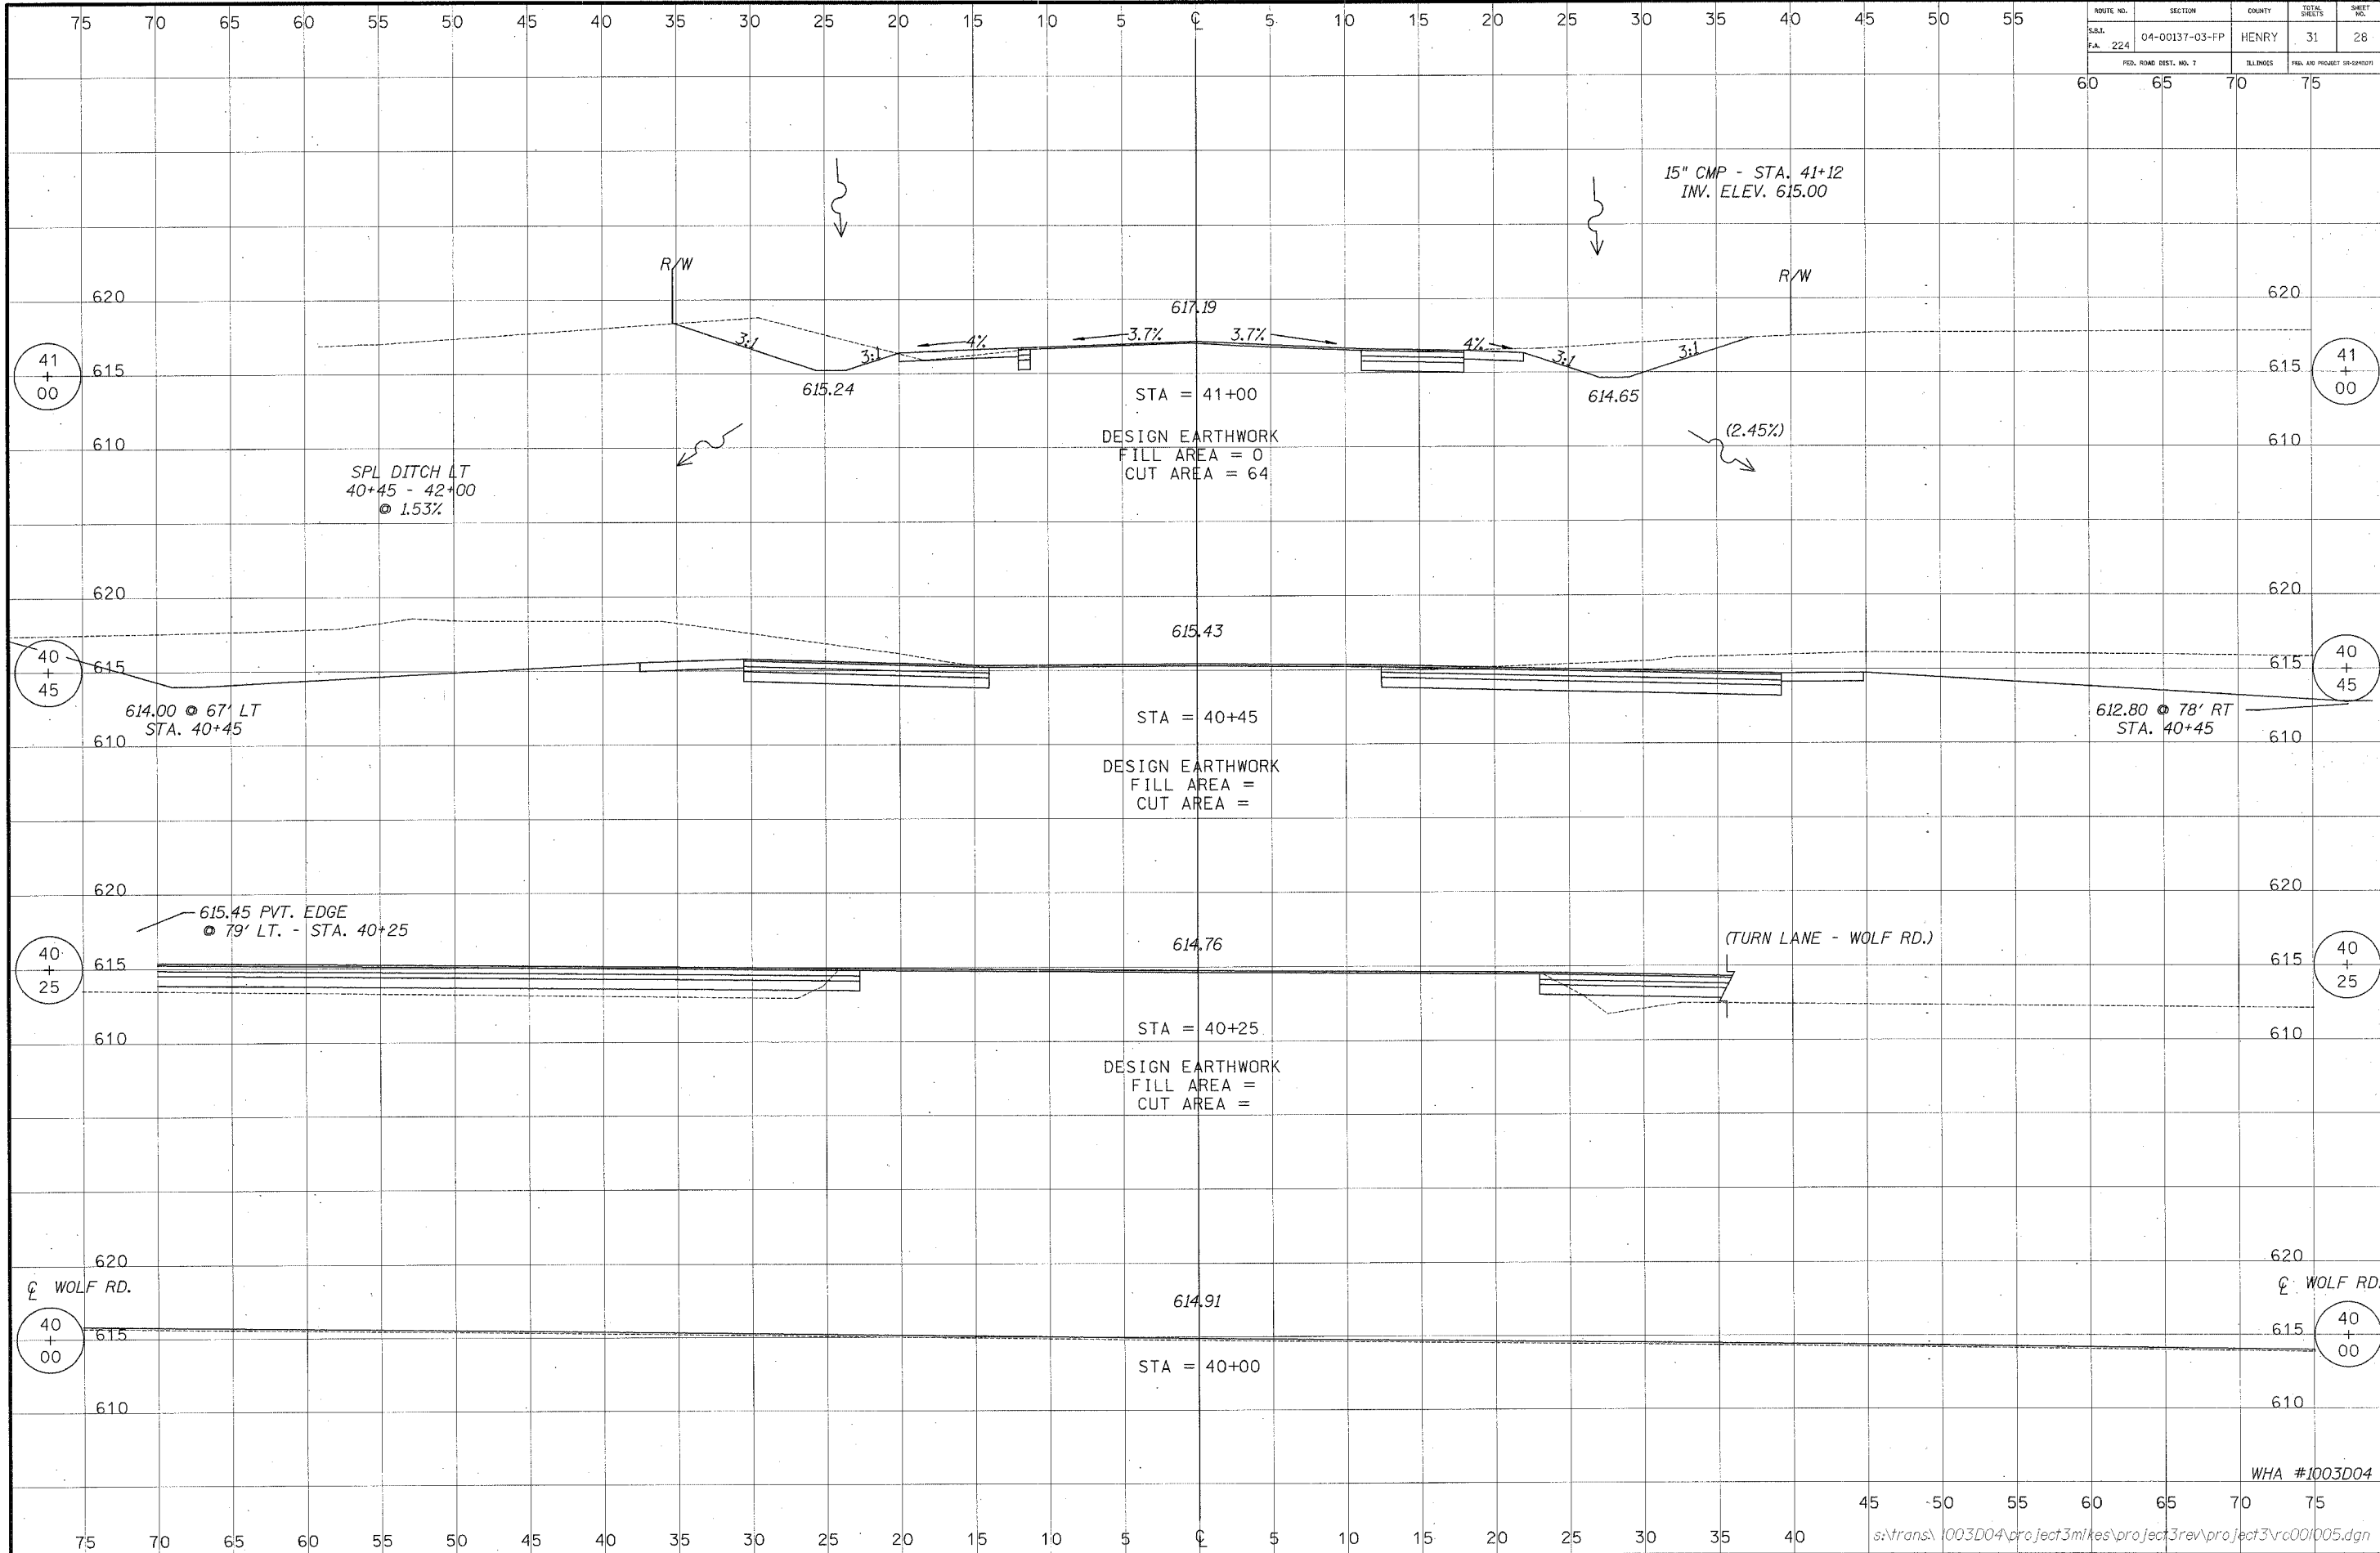 75 70 65 60 55 50 45 40 35 30 25 20 15 10 5 ℄ 5 10 15 20 25 30 35 40 45 50 55
ROUTE NO. SECTION COUNTY TOTAL SHEETS SHEET NO.
S.B.I.
F.A. 224 04-00137-03-FP HENRY 31 28
FED. ROAD DIST. NO. 7 ILLINOIS
60 65 70 75
15" CMP - STA. 41+12
INV. ELEV. 615.00
R/W
R/W
620 617.19 620
3:1 3:1 4% 3.7% 3.7% 4% 3:1 3:1
41 + 00 615 615 41 + 00
615.24 STA = 41+00 614.65
DESIGN EARTHWORK
FILL AREA = 0
CUT AREA = 64
610 (2.45%) 610
SPL DITCH LT
40+45 - 42+00
@ 1.53%
620 620
615.43
40 + 45 615 615 40 + 45
614.00 @ 67' LT
STA. 40+45
STA = 40+45
612.80 @ 78' RT
STA. 40+45
610 610
DESIGN EARTHWORK
FILL AREA =
CUT AREA =
620 620
615.45 PVT. EDGE
@ 79' LT. - STA. 40+25
614.76
(TURN LANE - WOLF RD.)
40 + 25 615 615 40 + 25
STA = 40+25
610 610
DESIGN EARTHWORK
FILL AREA =
CUT AREA =
620 620
℄ WOLF RD. ℄ WOLF RD.
614.91
40 + 00 615 615 40 + 00
STA = 40+00
610 610
WHA #1003D04
45 50 55 60 65 70 75
75 70 65 60 55 50 45 40 35 30 25 20 15 10 5 ℄ 5 10 15 20 25 30 35 40
s:\trans\1003D04\project3mikes\project3rev\project3\rc001005.dgn